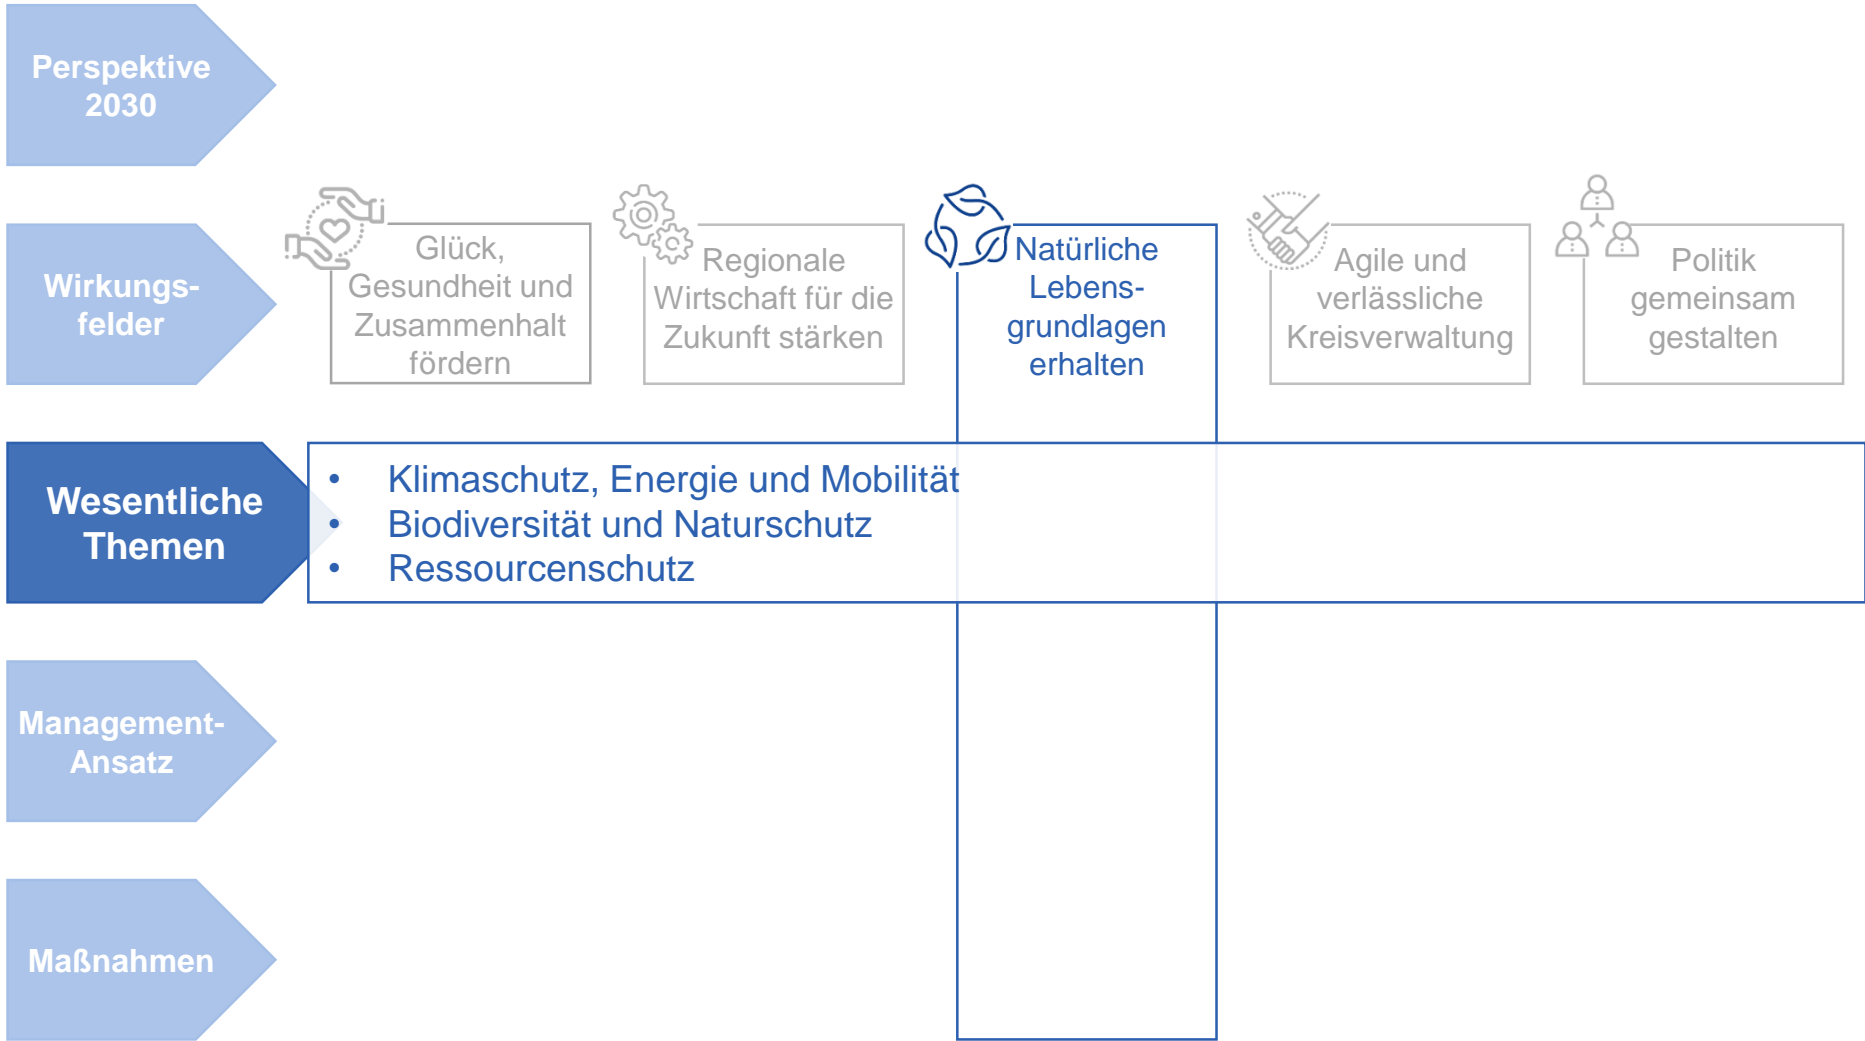 Perspektive
2030
Wirkungs-
felder
Glück,
Gesundheit und
Zusammenhalt
fördern
Regionale
Wirtschaft für die
Zukunft stärken
Natürliche
Lebens-
grundlagen
erhalten
Agile und
verlässliche
Kreisverwaltung
Politik
gemeinsam
gestalten
Wesentliche
Themen
• Klimaschutz, Energie und Mobilität
• Biodiversität und Naturschutz
• Ressourcenschutz
Management-
Ansatz
Maßnahmen